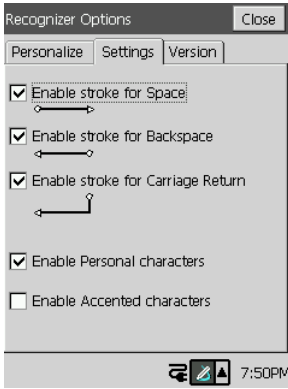 Recognizer Options Close
Personalize Settings Version
Enable stroke for Space
Enable stroke for Backspace
Enable stroke for Carriage Return
Enable Personal characters
Enable Accented characters
7:50PM